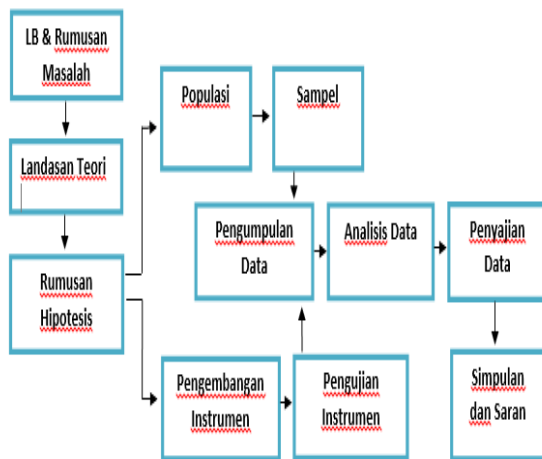 LB & Rumusan
Masalah
Landasan Teori
Rumusan
Hipotesis
Populasi
Sampel
Pengumpulan
Data
Analisis Data
Penyajian
Data
Pengembangan
Instrumen
Pengujian
Instrumen
Simpulan
dan Saran